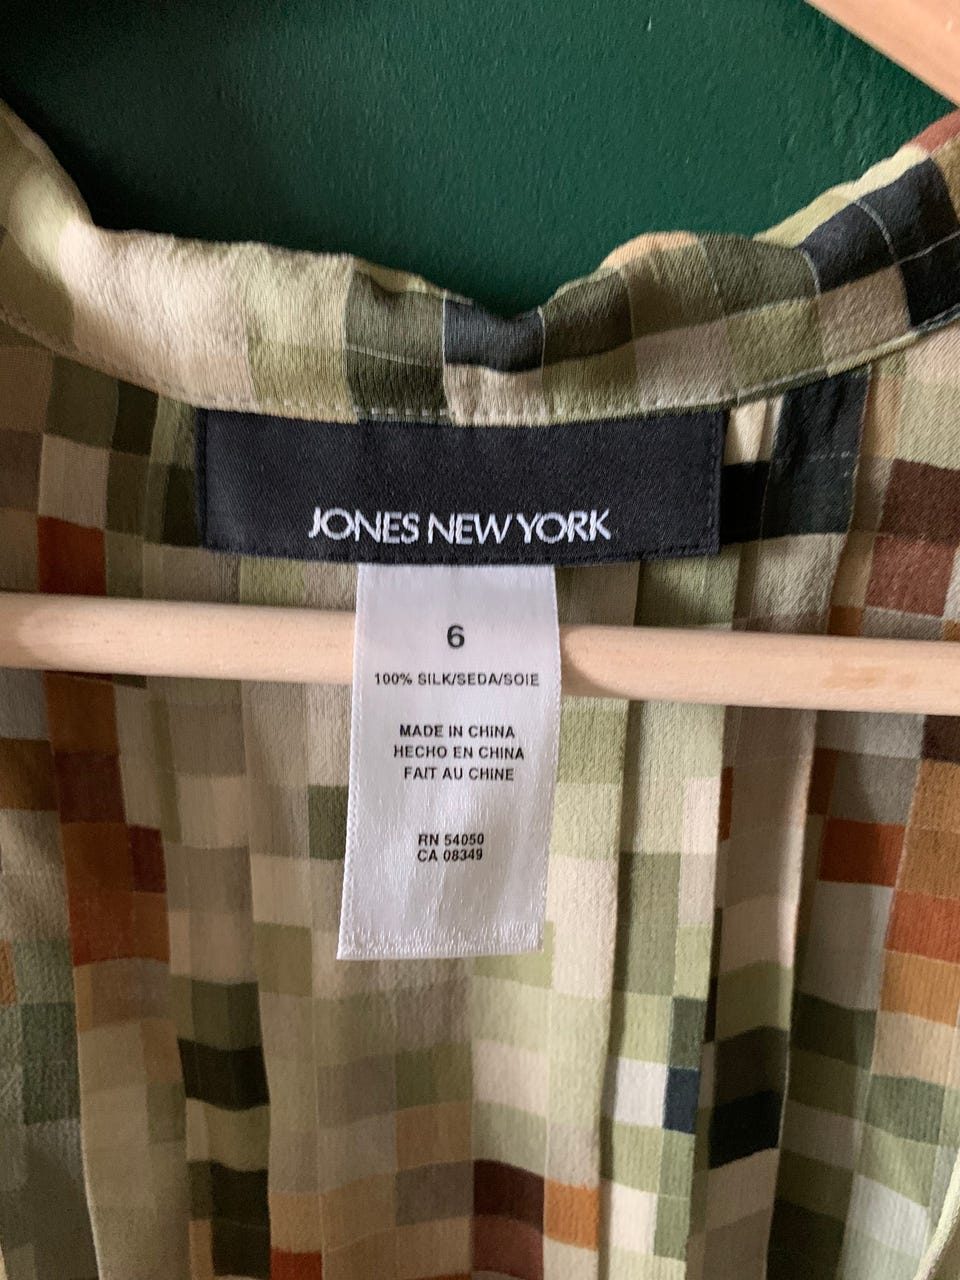 JONES NEW YORK
6
100% SILK/SEDA/SOIE
MADE IN CHINA
HECHO EN CHINA
FAIT AU CHINE
RN 54050
CA 08349